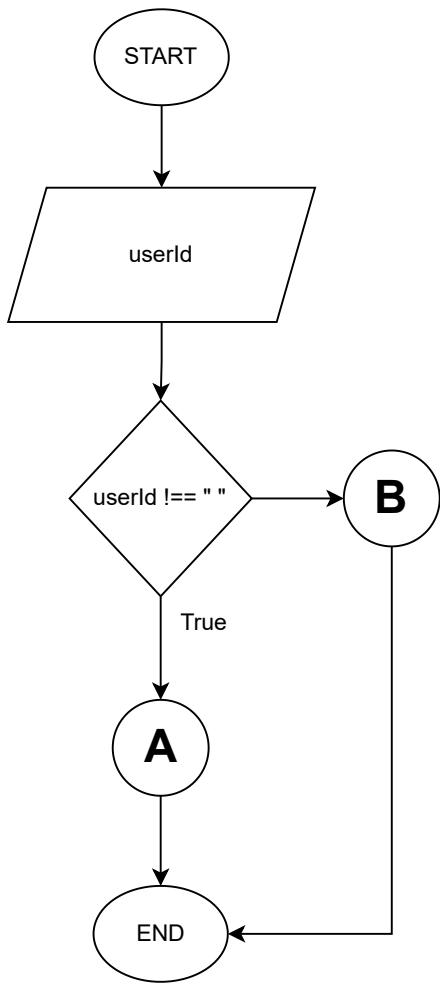 START
userId
userId !== " "
B
True
A
END